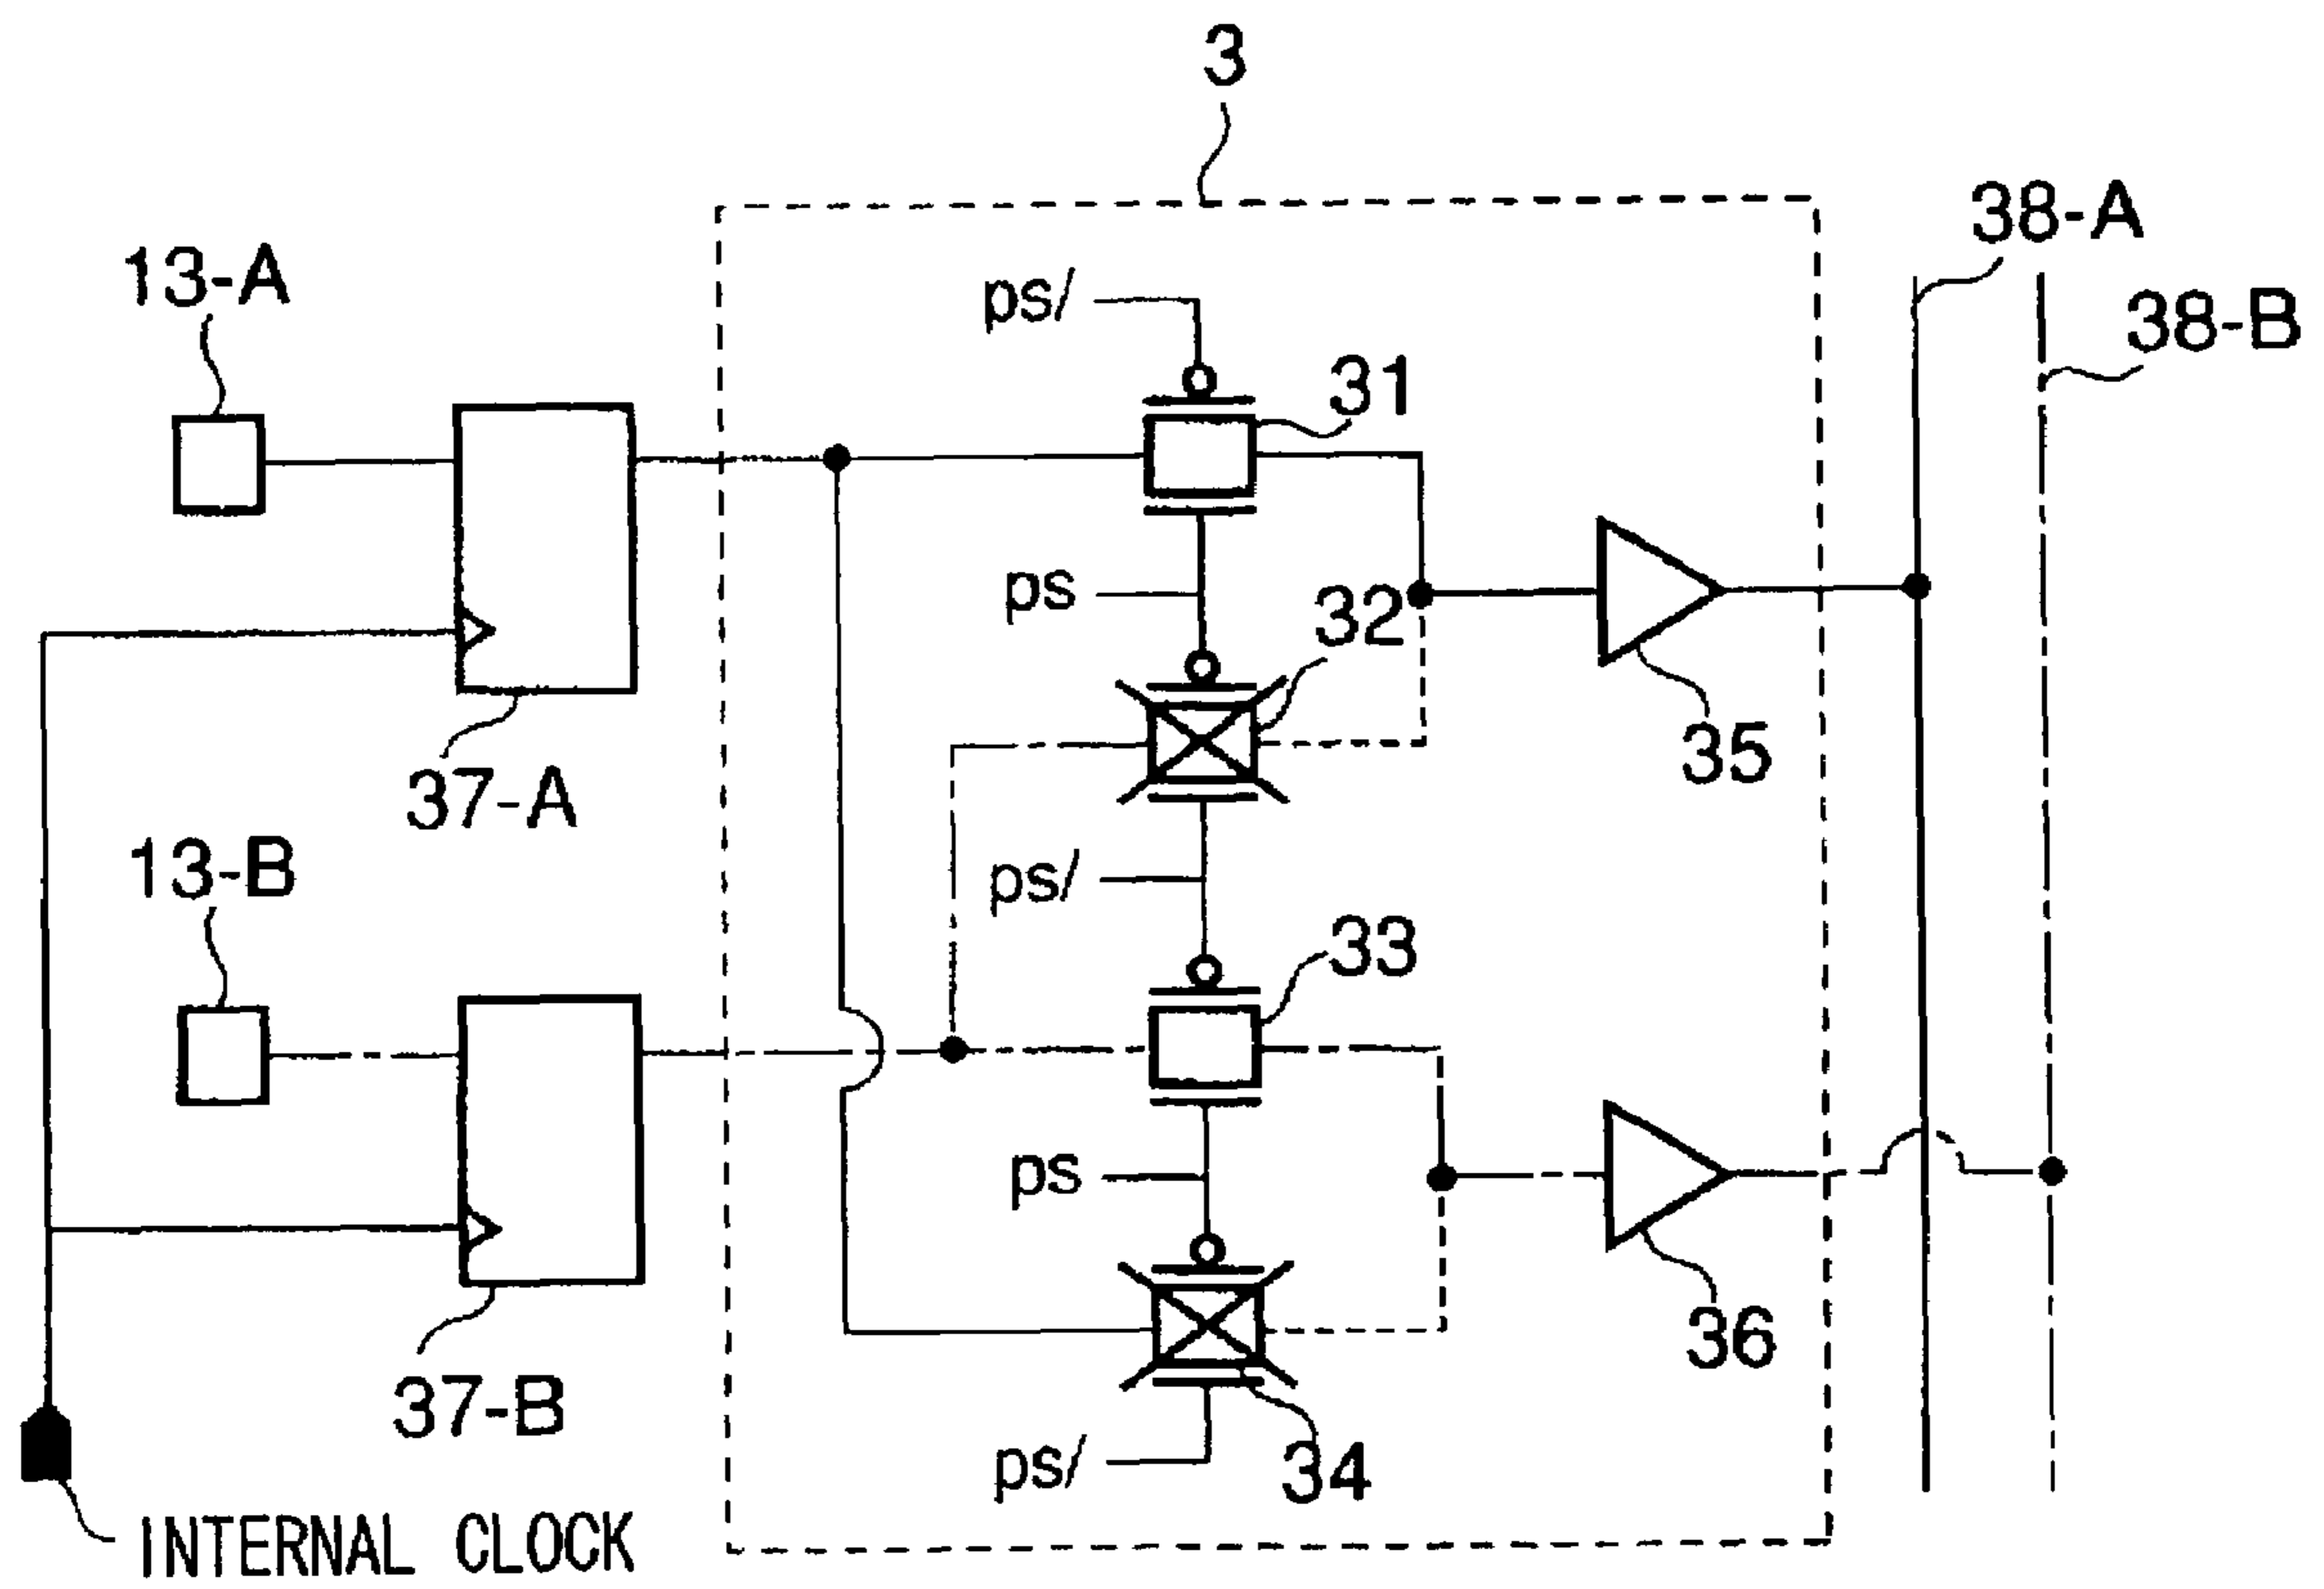 3
38-A
13-A
ps/
38-B
31
ps
32
35
37-A
13-B
ps/
33
ps
36
37-B
ps/
34
INTERNAL CLOCK